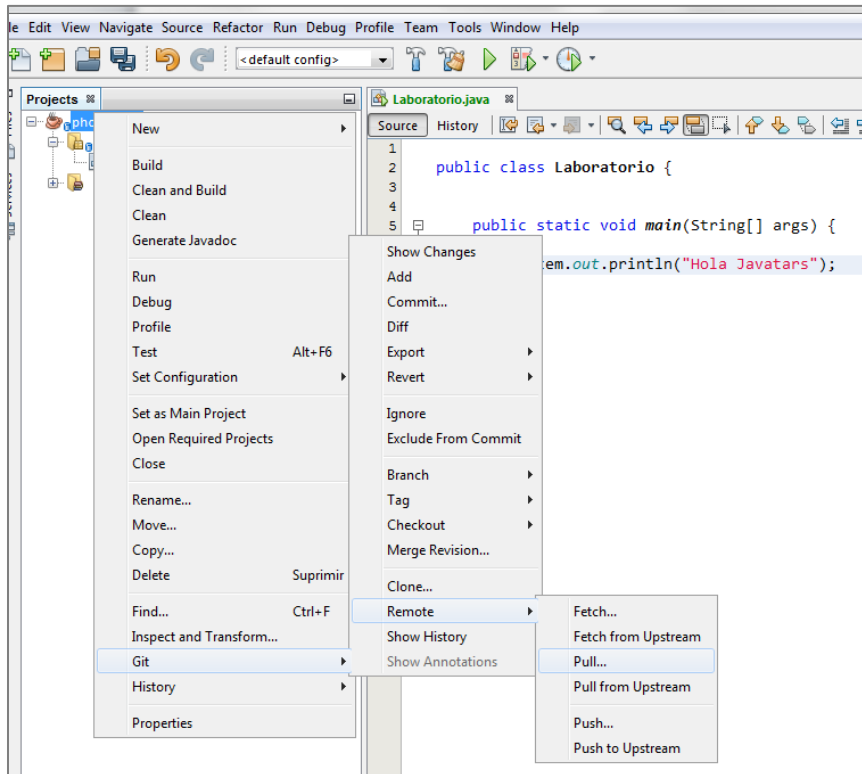 le Edit View Navigate Source Refactor Run Debug Profile Team Tools Window Help
<default config>
Projects
Laboratorio.java
Source History
1
2 public class Laboratorio {
3
4
5 public static void main(String[] args) {
tem.out.println("Hola Javatars");
New
Build
Clean and Build
Clean
Generate Javadoc
Run
Debug
Profile
Test Alt+F6
Set Configuration
Set as Main Project
Open Required Projects
Close
Rename...
Move...
Copy...
Delete Suprimir
Find... Ctrl+F
Inspect and Transform...
Git
History
Properties
Show Changes
Add
Commit...
Diff
Export
Revert
Ignore
Exclude From Commit
Branch
Tag
Checkout
Merge Revision...
Clone...
Remote
Show History
Show Annotations
Fetch...
Fetch from Upstream
Pull...
Pull from Upstream
Push...
Push to Upstream